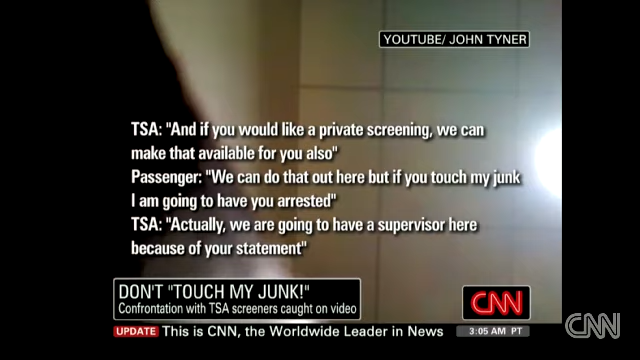 YOUTUBE/ JOHN TYNER
TSA: "And if you would like a private screening, we can
make that available for you also"
Passenger: "We can do that out here but if you touch my junk
I am going to have you arrested"
TSA: "Actually, we are going to have a supervisor here
because of your statement"
DON'T "TOUCH MY JUNK!"
Confrontation with TSA screeners caught on video
CNN
UPDATE This is CNN, the Worldwide Leader in News 3:05 AM PT
CNN